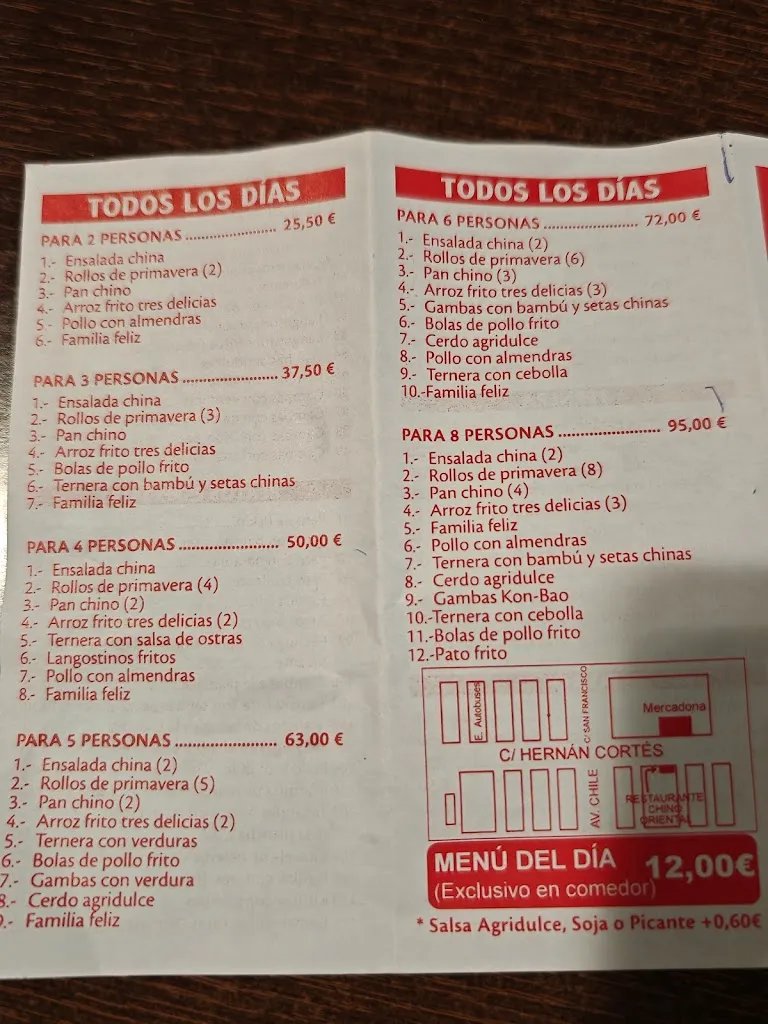 TODOS LOS DÍAS
PARA 2 PERSONAS ........................ 25,50 €
1.- Ensalada china
2.- Rollos de primavera (2)
3.- Pan chino
4.- Arroz frito tres delicias
5.- Pollo con almendras
6.- Familia feliz
PARA 3 PERSONAS ........................ 37,50 €
1.- Ensalada china
2.- Rollos de primavera (3)
3.- Pan chino
4.- Arroz frito tres delicias
5.- Bolas de pollo frito
6.- Ternera con bambú y setas chinas
7.- Familia feliz
PARA 4 PERSONAS ........................ 50,00 €
1.- Ensalada china
2.- Rollos de primavera (4)
3.- Pan chino (2)
4.- Arroz frito tres delicias (2)
5.- Ternera con salsa de ostras
6.- Langostinos fritos
7.- Pollo con almendras
8.- Familia feliz
PARA 5 PERSONAS ........................ 63,00 €
1.- Ensalada china (2)
2.- Rollos de primavera (5)
3.- Pan chino (2)
4.- Arroz frito tres delicias (2)
5.- Ternera con verduras
6.- Bolas de pollo frito
7.- Gambas con verdura
8.- Cerdo agridulce
9.- Familia feliz
TODOS LOS DÍAS
PARA 6 PERSONAS ........................ 72,00 €
1.- Ensalada china (2)
2.- Rollos de primavera (6)
3.- Pan chino (3)
4.- Arroz frito tres delicias (3)
5.- Gambas con bambú y setas chinas
6.- Bolas de pollo frito
7.- Cerdo agridulce
8.- Pollo con almendras
9.- Ternera con cebolla
10.-Familia feliz
PARA 8 PERSONAS ........................ 95,00 €
1.- Ensalada china (2)
2.- Rollos de primavera (8)
3.- Pan chino (4)
4.- Arroz frito tres delicias (3)
5.- Familia feliz
6.- Pollo con almendras
7.- Ternera con bambú y setas chinas
8.- Cerdo agridulce
9.- Gambas Kon-Bao
10.-Ternera con cebolla
11.-Bolas de pollo frito
12.-Pato frito
E. Autobuses
C/ SAN FRANCISCO
Mercadona
C/ HERNÁN CORTÉS
AV. CHILE
RESTAURANTE
CHINO
ORIENTAL
MENÚ DEL DÍA 12,00€
(Exclusivo en comedor)
* Salsa Agridulce, Soja o Picante +0,60€